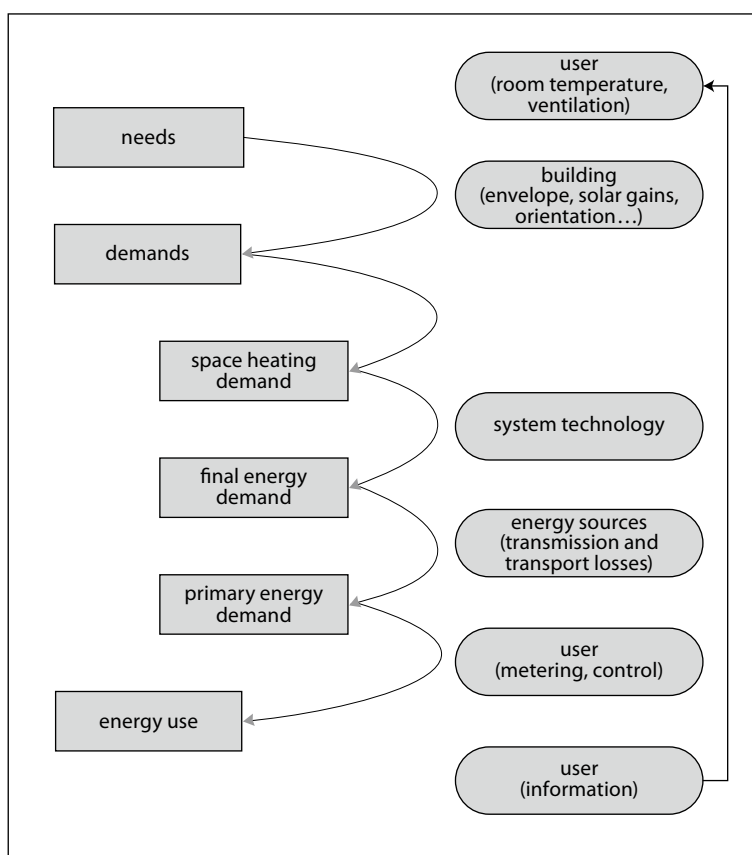 user
(room temperature,
ventilation)
needs
building
(envelope, solar gains,
orientation…)
demands
space heating
demand
system technology
final energy
demand
energy sources
(transmission and
transport losses)
primary energy
demand
user
(metering, control)
energy use
user
(information)